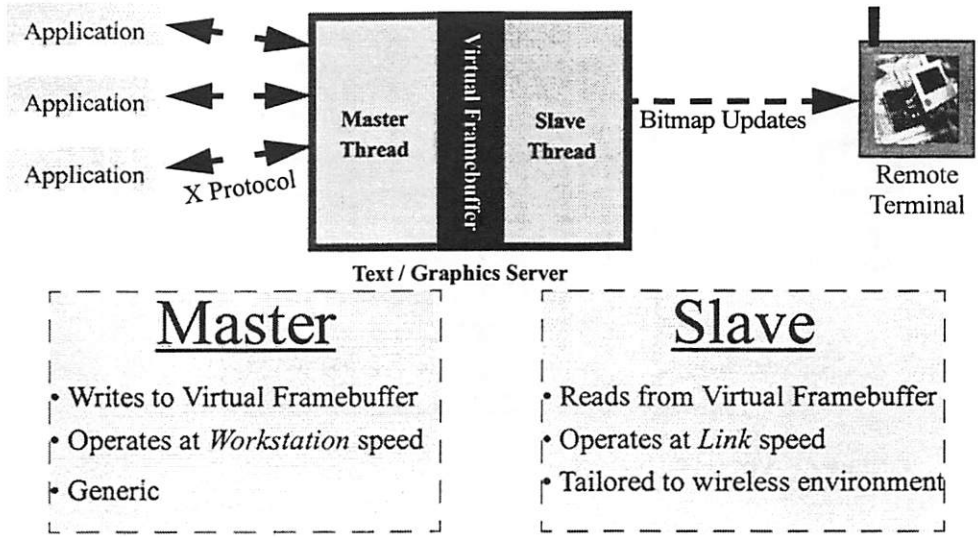 Application
Application
Application
X Protocol
Master
Thread
Virtual Framebuffer
Slave
Thread
Bitmap Updates
Remote
Terminal
Text / Graphics Server
Master
• Writes to Virtual Framebuffer
• Operates at Workstation speed
• Generic
Slave
• Reads from Virtual Framebuffer
• Operates at Link speed
• Tailored to wireless environment